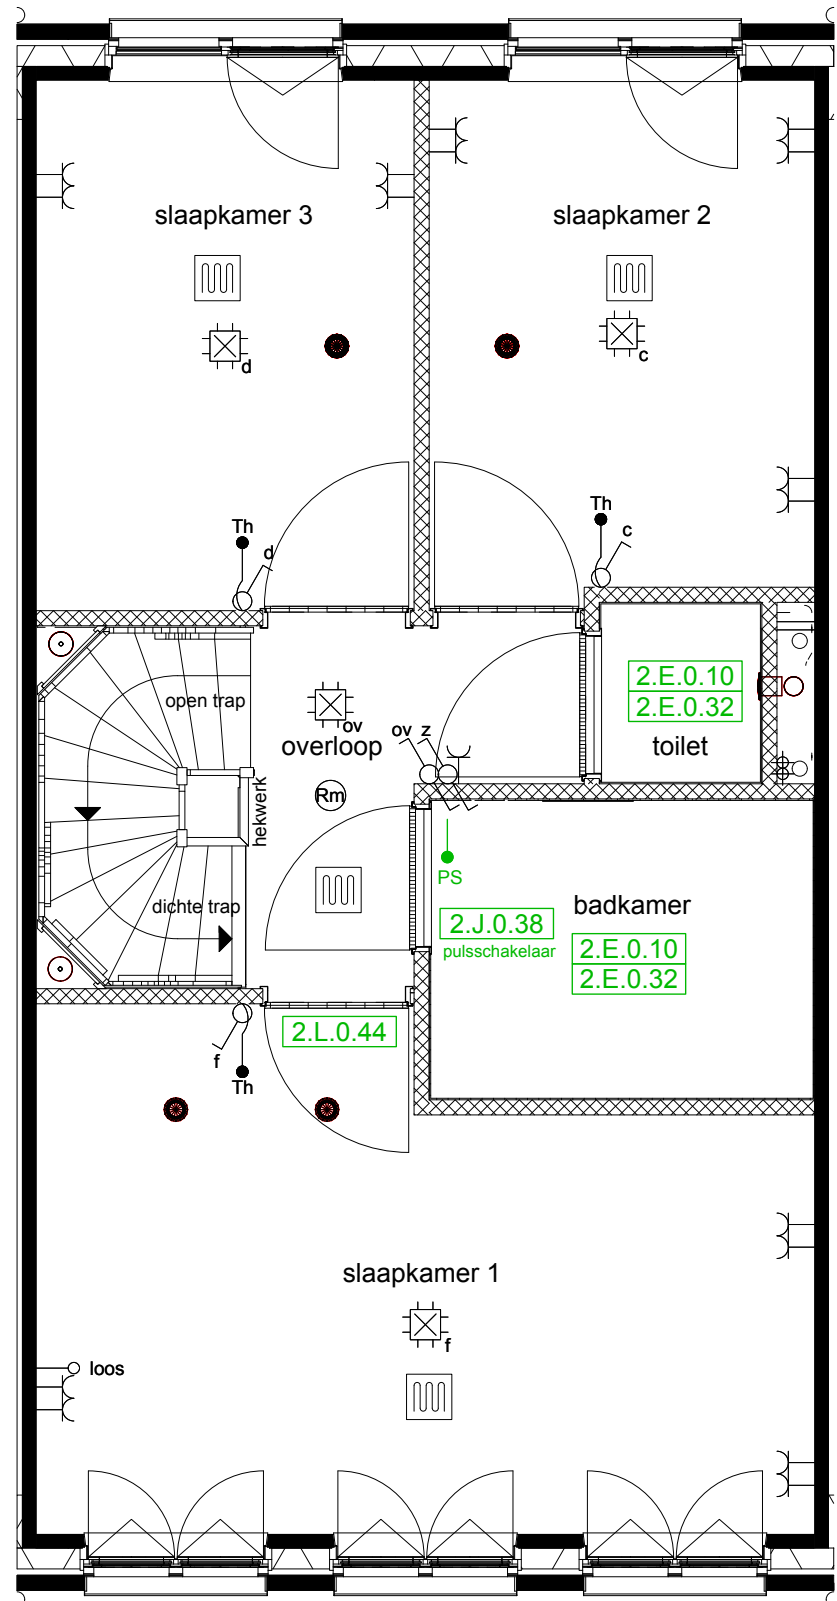 slaapkamer 3
slaapkamer 2
d
c
Th
d
Th
c
open trap
ov
overloop
ov z
2.E.0.10
2.E.0.32
toilet
Rm
hekwerk
PS
dichte trap
2.J.0.38
pulsschakelaar
badkamer
2.E.0.10
2.E.0.32
2.L.0.44
f
Th
slaapkamer 1
f
loos